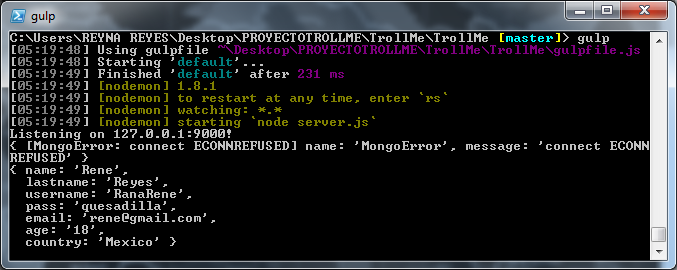 gulp
C:\Users\REYNA REYES\Desktop\PROYECTOTROLLME\TrollMe\TrollMe [master]> gulp
[05:19:48] Using gulpfile ~\Desktop\PROYECTOTROLLME\TrollMe\TrollMe\gulpfile.js
[05:19:48] Starting 'default'...
[05:19:49] Finished 'default' after 231 ms
[05:19:49] [nodemon] 1.8.1
[05:19:49] [nodemon] to restart at any time, enter `rs`
[05:19:49] [nodemon] watching: *.*
[05:19:49] [nodemon] starting `node server.js`
Listening on 127.0.0.1:9000!
{ [MongoError: connect ECONNREFUSED] name: 'MongoError', message: 'connect ECONN
REFUSED' }
{ name: 'Rene',
lastname: 'Reyes',
username: 'RanaRene',
pass: 'quesadilla',
email: 'rene@gmail.com',
age: '18',
country: 'Mexico' }